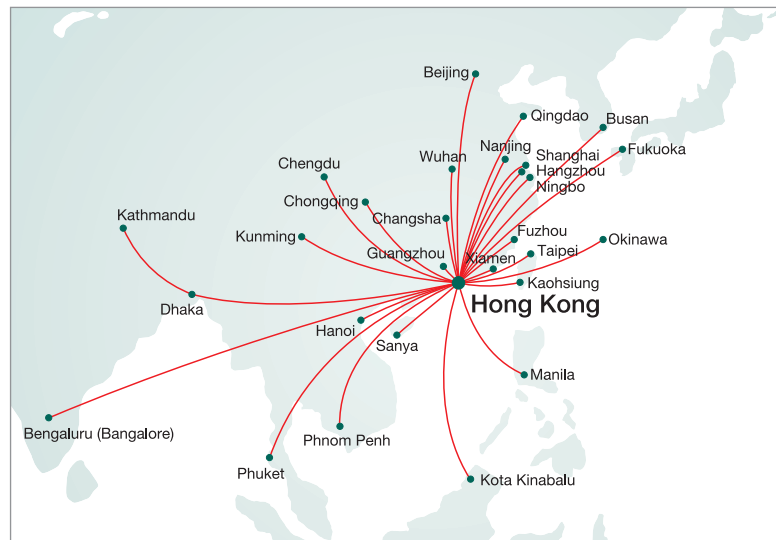 Beijing
Qingdao
Busan
Nanjing
Shanghai
Fukuoka
Wuhan
Hangzhou
Chengdu
Ningbo
Chongqing
Kathmandu
Changsha
Kunming
Fuzhou
Okinawa
Guangzhou
Xiamen
Taipei
Kaohsiung
Dhaka
Hong Kong
Hanoi
Sanya
Manila
Bengaluru (Bangalore)
Phnom Penh
Phuket
Kota Kinabalu